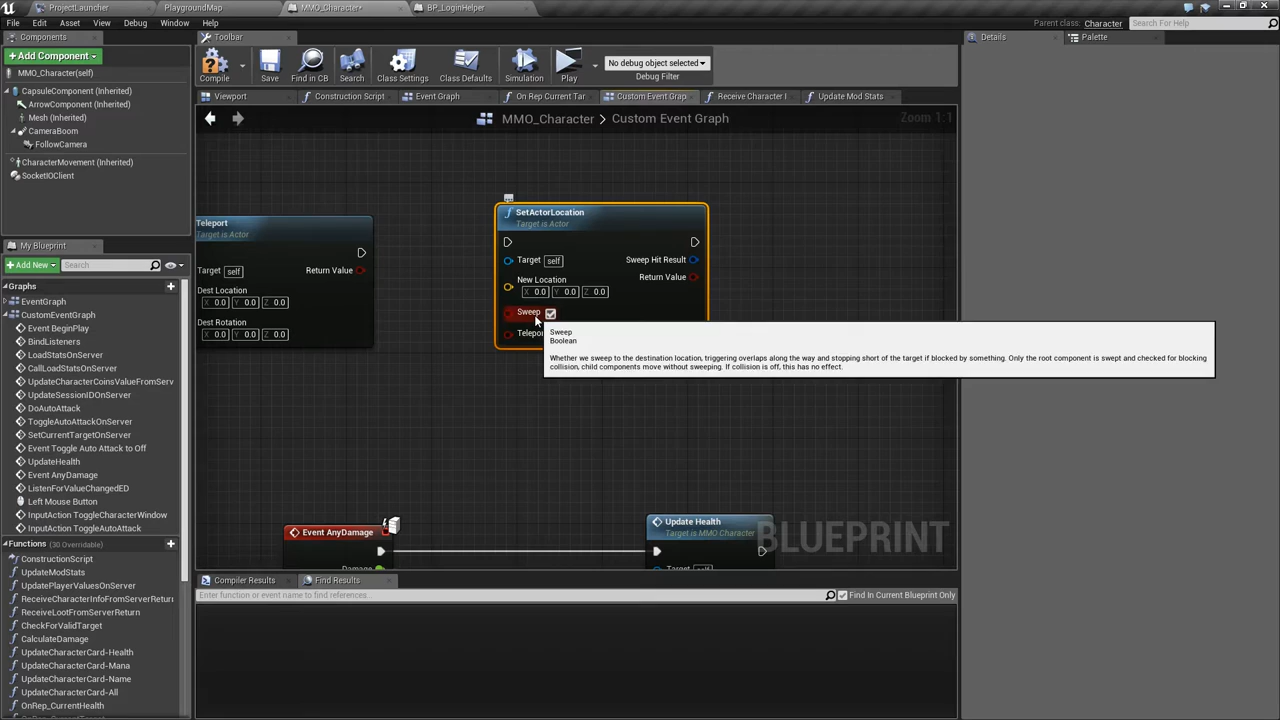 ProjectLauncher
PlaygroundMap
MMO_Character*
BP_LoginHelper
File
Edit
Asset
View
Debug
Window
Help
Parent class: Character
Search For Help
Components
Toolbar
Details
Palette
Add Component
MMO_Character(self)
CapsuleComponent (Inherited)
ArrowComponent (Inherited)
Mesh (Inherited)
CameraBoom
FollowCamera
CharacterMovement (Inherited)
SocketIOClient
Compile
Save
Find in CB
Search
Class Settings
Class Defaults
Simulation
Play
No debug object selected
Debug Filter
Viewport
Construction Script
Event Graph
On Rep Current Tar
Custom Event Grap
Receive Character I
Update Mod Stats
MMO_Character > Custom Event Graph
Zoom 1:1
Teleport
Target is Actor
Target self
Return Value
Dest Location
X 0.0 Y 0.0 Z 0.0
Dest Rotation
X 0.0 Y 0.0 Z 0.0
SetActorLocation
Target is Actor
Target self
Sweep Hit Result
New Location
Return Value
X 0.0 Y 0.0 Z 0.0
Sweep
Sweep
Boolean
Whether we sweep to the destination location, triggering overlaps along the way and stopping short of the target if blocked by something. Only the root component is swept and checked for blocking
collision, child components move without sweeping. If collision is off, this has no effect.
Event AnyDamage
Damage
Update Health
Target is MMO Character
Target self
BLUEPRINT
My Blueprint
Add New
Search
Graphs
EventGraph
CustomEventGraph
Event BeginPlay
BindListeners
LoadStatsOnServer
CallLoadStatsOnServer
UpdateCharacterCoinsValueFromServ
UpdateSessionIDOnServer
DoAutoAttack
ToggleAutoAttackOnServer
SetCurrentTargetOnServer
Event Toggle Auto Attack to Off
UpdateHealth
Event AnyDamage
ListenForValueChangedED
Left Mouse Button
InputAction ToggleCharacterWindow
InputAction ToggleAutoAttack
Functions (30 Overridable)
ConstructionScript
UpdateModStats
UpdatePlayerValuesOnServer
ReceiveCharacterInfoFromServerReturn
ReceiveLootFromServerReturn
CheckForValidTarget
CalculateDamage
UpdateCharacterCard-Health
UpdateCharacterCard-Mana
UpdateCharacterCard-Name
UpdateCharacterCard-All
OnRep_CurrentHealth
OnRep_CurrentTarget
Compiler Results
Find Results
Enter function or event name to find references...
Find In Current Blueprint Only